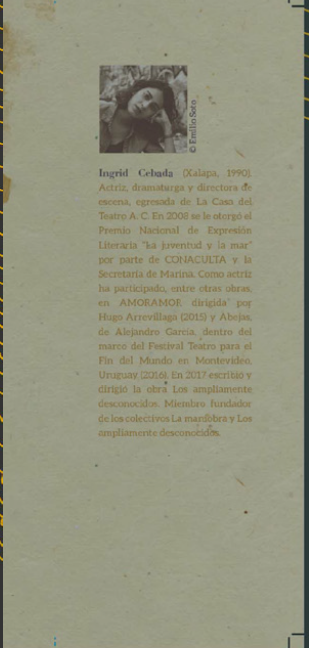 © Emilio Soto
Ingrid Cebada (Xalapa, 1990).
Actriz, dramaturga y directora de
escena, egresada de La Casa del
Teatro A. C. En 2008 se le otorgó el
Premio Nacional de Expresión
Literaria "La juventud y la mar"
por parte de CONACULTA y la
Secretaría de Marina. Como actriz
ha participado, entre otras obras,
en AMORAMOR dirigida por
Hugo Arrevillaga (2015) y Abejas,
de Alejandro García, dentro del
marco del Festival Teatro para el
Fin del Mundo en Montevideo,
Uruguay (2016). En 2017 escribió y
dirigió la obra Los ampliamente
desconocidos. Miembro fundador
de los colectivos La maniobra y Los
ampliamente desconocidos.